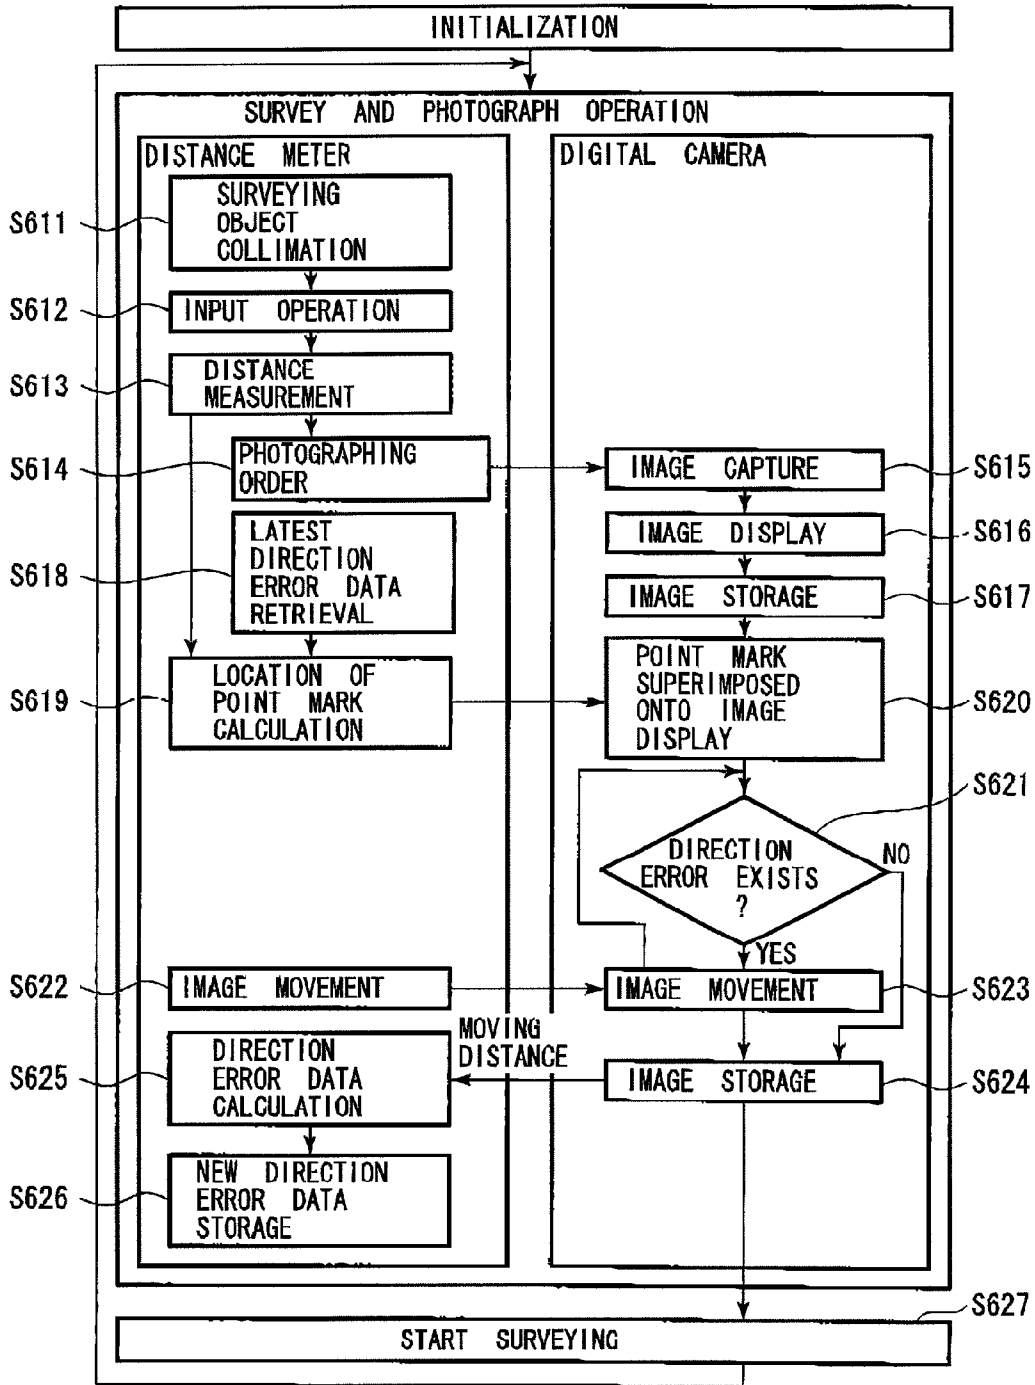 INITIALIZATION
SURVEY AND PHOTOGRAPH OPERATION
DISTANCE METER
DIGITAL CAMERA
S611
SURVEYING
OBJECT
COLLIMATION
S612
INPUT OPERATION
S613
DISTANCE
MEASUREMENT
S614
PHOTOGRAPHING
ORDER
IMAGE CAPTURE
S615
IMAGE DISPLAY
S616
S618
LATEST
DIRECTION
ERROR DATA
RETRIEVAL
IMAGE STORAGE
S617
S619
LOCATION OF
POINT MARK
CALCULATION
POINT MARK
SUPERIMPOSED
ONTO IMAGE
DISPLAY
S620
S621
DIRECTION
ERROR EXISTS
?
NO
YES
S622
IMAGE MOVEMENT
IMAGE MOVEMENT
S623
MOVING
DISTANCE
S625
DIRECTION
ERROR DATA
CALCULATION
IMAGE STORAGE
S624
S626
NEW DIRECTION
ERROR DATA
STORAGE
S627
START SURVEYING